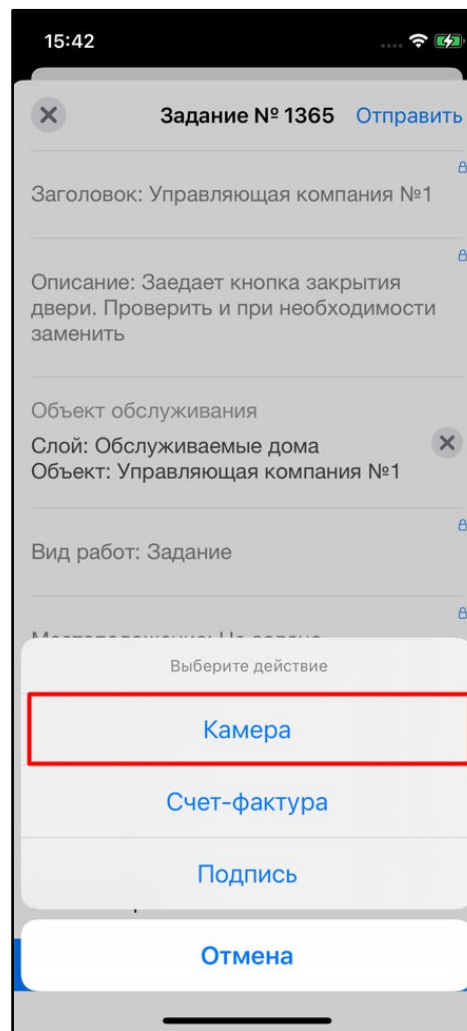 15:42
Задание № 1365 Отправить
Заголовок: Управляющая компания №1
Описание: Заедает кнопка закрытия
двери. Проверить и при необходимости
заменить
Объект обслуживания
Слой: Обслуживаемые дома
Объект: Управляющая компания №1
Вид работ: Задание
Выберите действие
Камера
Счет-фактура
Подпись
Отмена